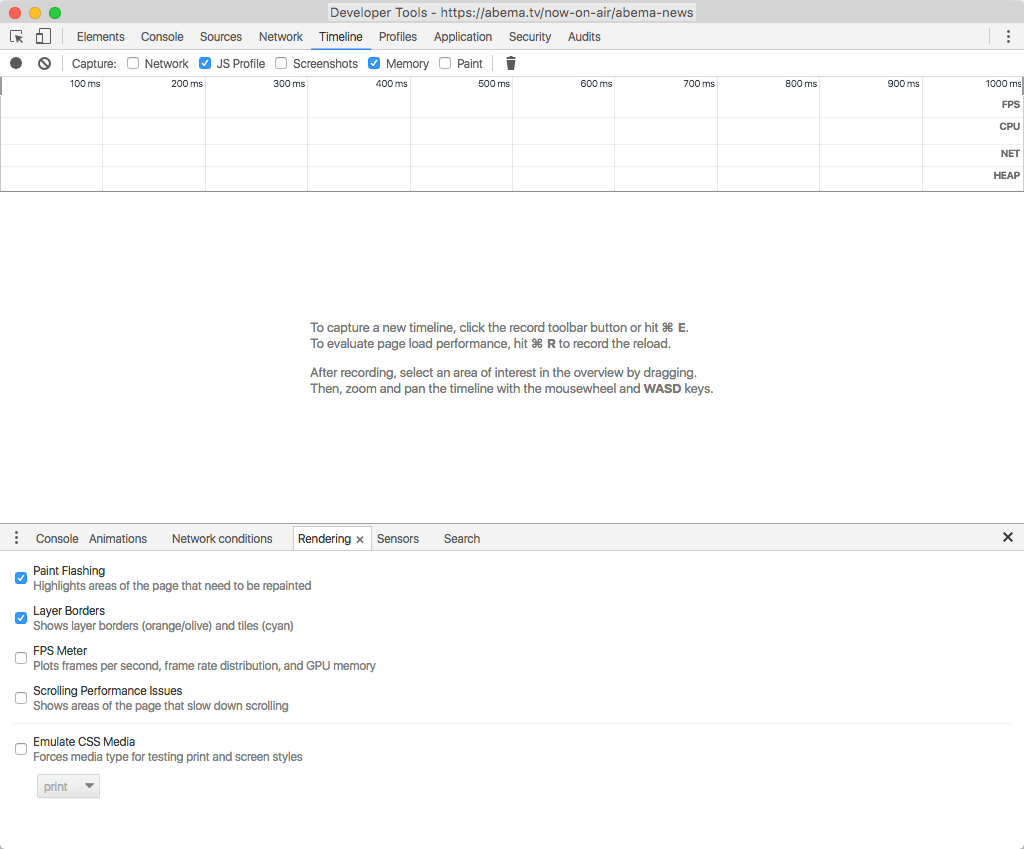 Developer Tools - https://abema.tv/now-on-air/abema-news
Elements Console Sources Network Timeline Profiles Application Security Audits
Capture: Network JS Profile Screenshots Memory Paint
100 ms 200 ms 300 ms 400 ms 500 ms 600 ms 700 ms 800 ms 900 ms 1000 ms
FPS
CPU
NET
HEAP
To capture a new timeline, click the record toolbar button or hit ⌘ E.
To evaluate page load performance, hit ⌘ R to record the reload.
After recording, select an area of interest in the overview by dragging.
Then, zoom and pan the timeline with the mousewheel and WASD keys.
Console Animations Network conditions Rendering × Sensors Search ×
Paint Flashing
Highlights areas of the page that need to be repainted
Layer Borders
Shows layer borders (orange/olive) and tiles (cyan)
FPS Meter
Plots frames per second, frame rate distribution, and GPU memory
Scrolling Performance Issues
Shows areas of the page that slow down scrolling
Emulate CSS Media
Forces media type for testing print and screen styles
print